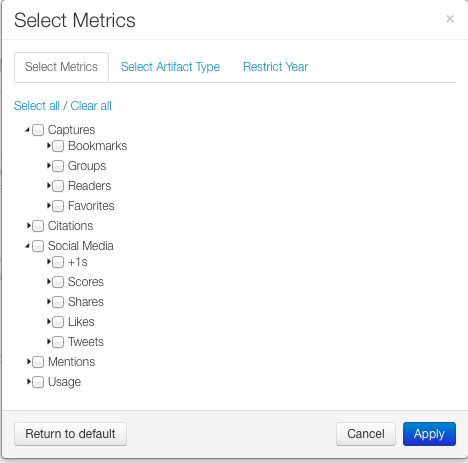 Select Metrics ×
Select Metrics Select Artifact Type Restrict Year
Select all / Clear all
Captures
Bookmarks
Groups
Readers
Favorites
Citations
Social Media
+1s
Scores
Shares
Likes
Tweets
Mentions
Usage
Return to default Cancel Apply